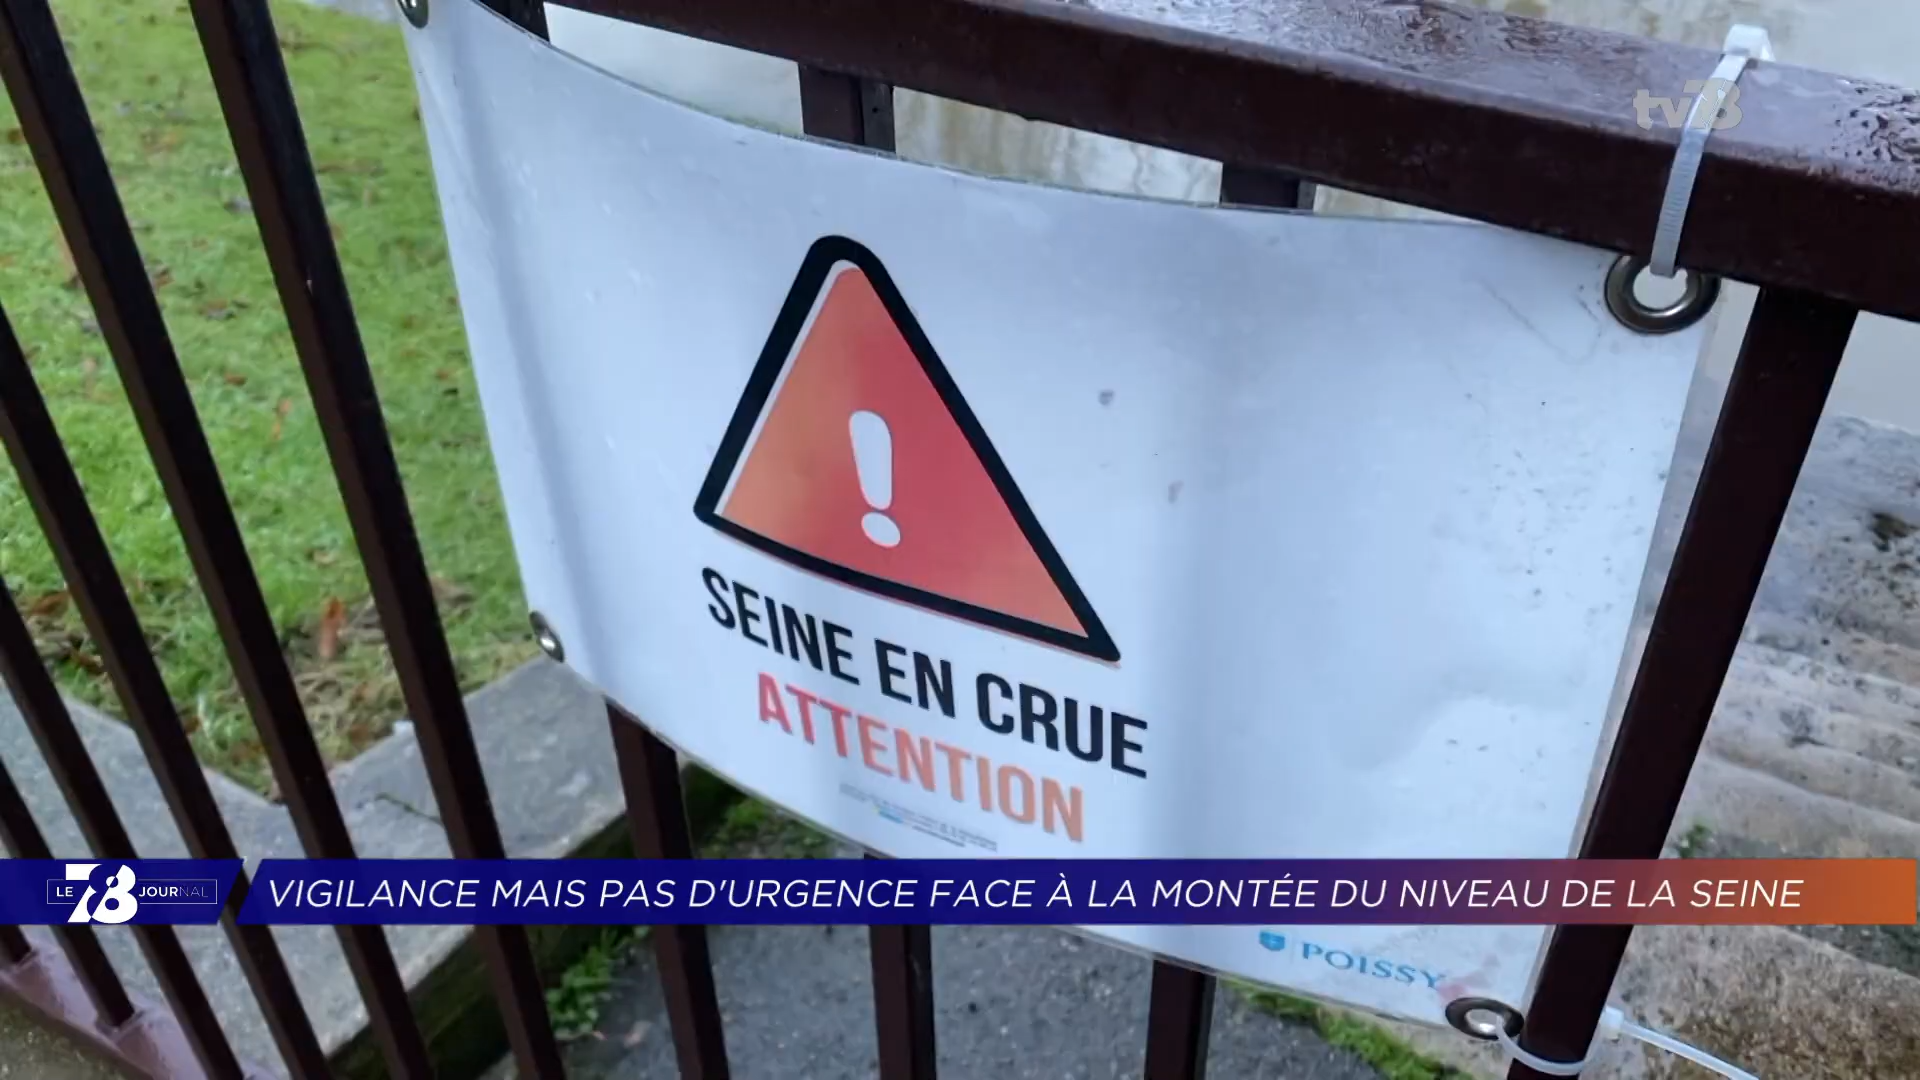 tv78
!
SEINE EN CRUE
ATTENTION
LE 78 JOURNAL
VIGILANCE MAIS PAS D'URGENCE FACE À LA MONTÉE DU NIVEAU DE LA SEINE
POISSY